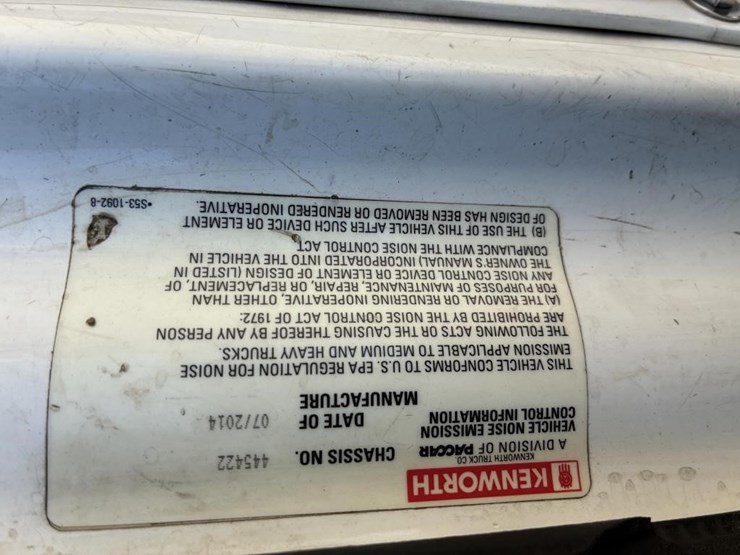 KENWORTH
KENWORTH TRUCK CO.
A DIVISION OF PACCAR
CHASSIS NO. 445422
VEHICLE NOISE EMISSION
CONTROL INFORMATION
DATE OF
MANUFACTURE
07/2014
THIS VEHICLE CONFORMS TO U.S. EPA REGULATION FOR NOISE
EMISSION APPLICABLE TO MEDIUM AND HEAVY TRUCKS.
THE FOLLOWING ACTS OR THE CAUSING THEREOF BY ANY PERSON
ARE PROHIBITED BY THE NOISE CONTROL ACT OF 1972:
(A) THE REMOVAL OR RENDERING INOPERATIVE, OTHER THAN
FOR PURPOSES OF MAINTENANCE, REPAIR, OR REPLACEMENT, OF
ANY NOISE CONTROL DEVICE OR ELEMENT OF DESIGN (LISTED IN
THE OWNER'S MANUAL) INCORPORATED INTO THE VEHICLE IN
COMPLIANCE WITH THE NOISE CONTROL ACT.
(B) THE USE OF THIS VEHICLE AFTER SUCH DEVICE OR ELEMENT
OF DESIGN HAS BEEN REMOVED OR RENDERED INOPERATIVE.
•S53-1092-8